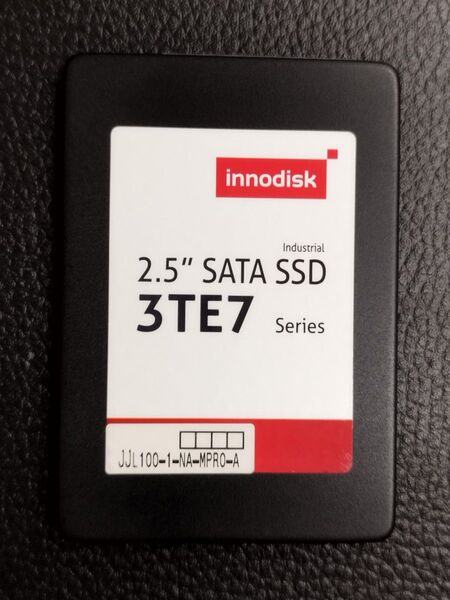 innodisk
Industrial
2.5" SATA SSD
3TE7 Series
JJL100-1-NA-MPRO-A